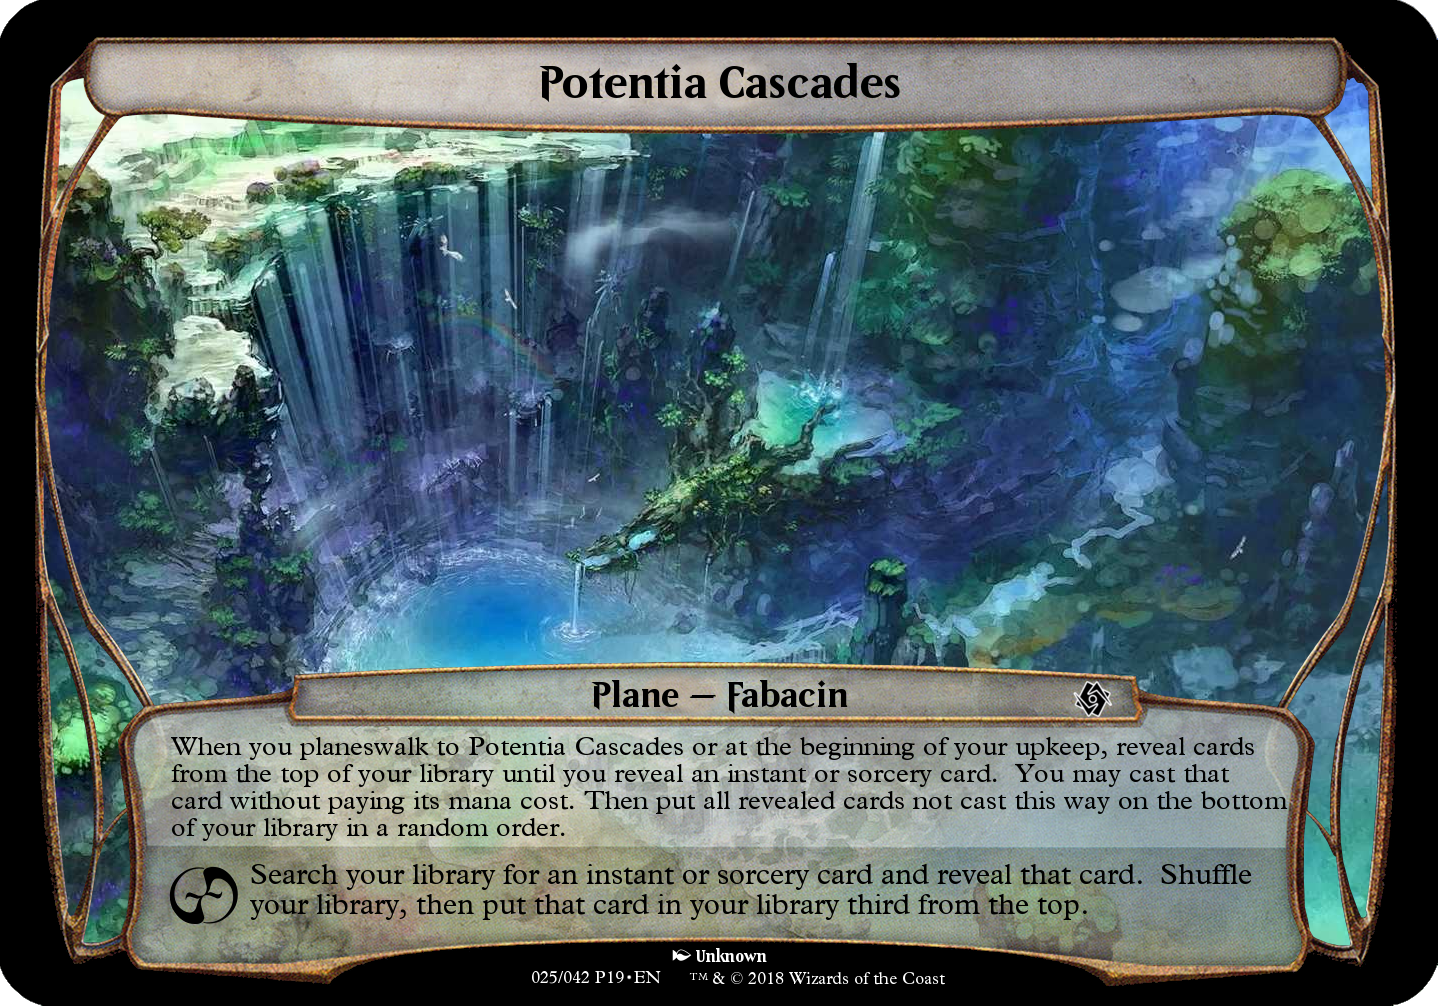 Potentia Cascades
Plane — Fabacin
When you planeswalk to Potentia Cascades or at the beginning of your upkeep, reveal cards
from the top of your library until you reveal an instant or sorcery card.  You may cast that
card without paying its mana cost. Then put all revealed cards not cast this way on the bottom
of your library in a random order.
Search your library for an instant or sorcery card and reveal that card.  Shuffle
your library, then put that card in your library third from the top.
Unknown
025/042 P19•EN ™ & © 2018 Wizards of the Coast